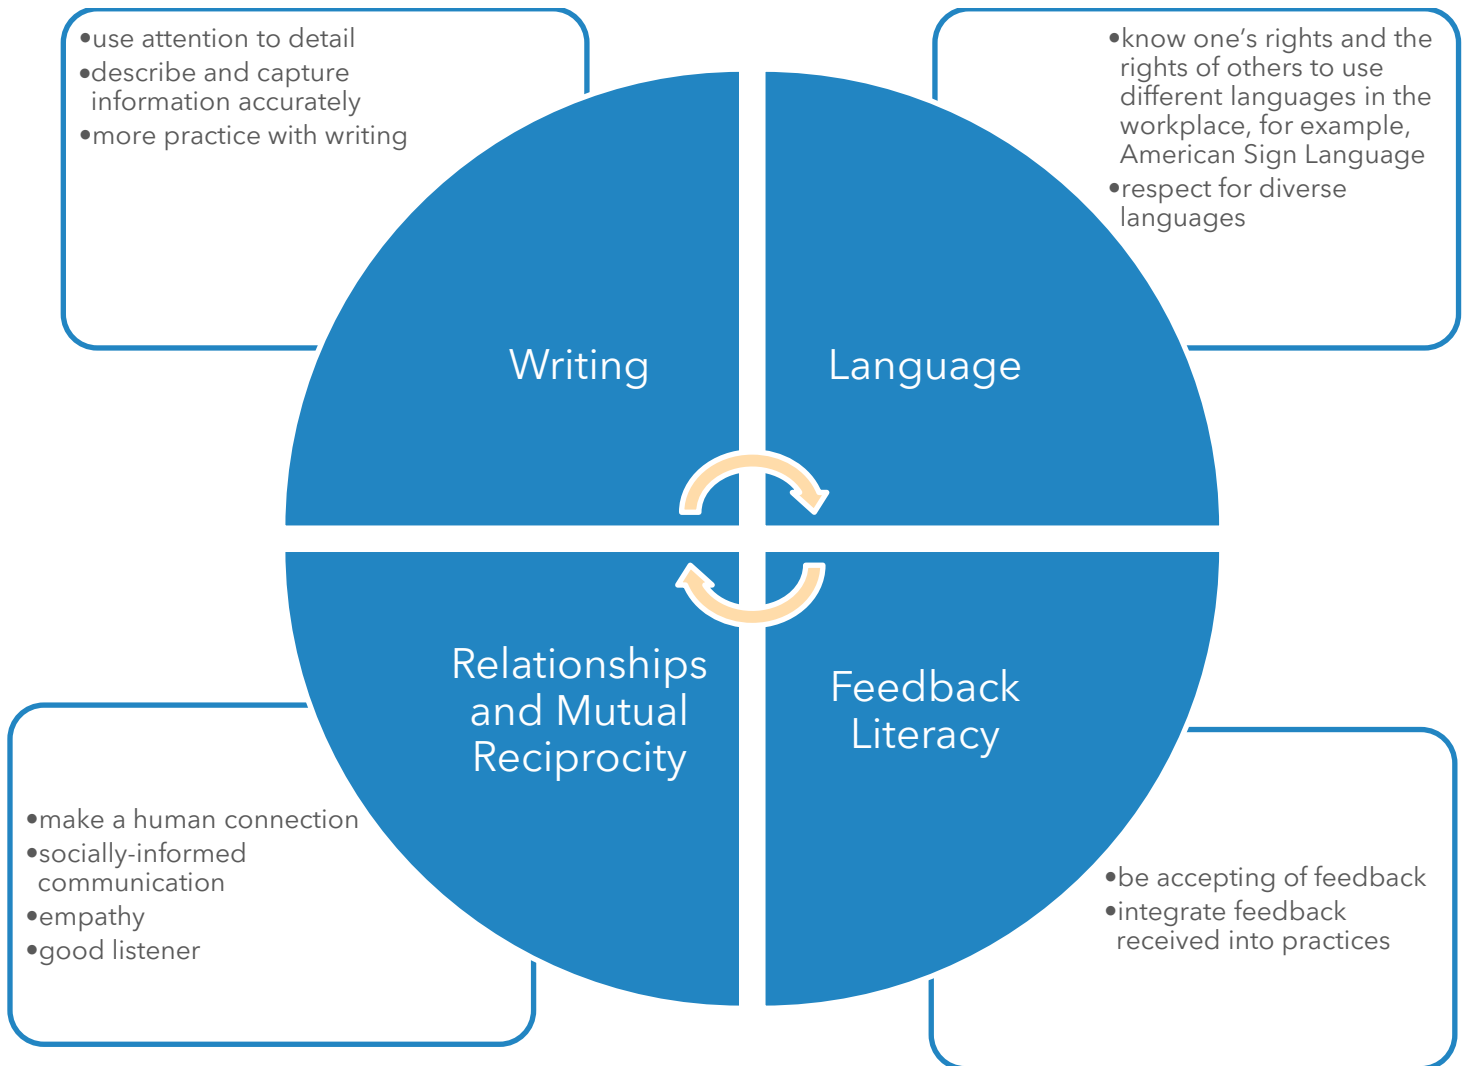 •use attention to detail
•describe and capture
information accurately
•more practice with writing
•know one’s rights and the
rights of others to use
different languages in the
workplace, for example,
American Sign Language
•respect for diverse
languages
Writing
Language
Relationships
and Mutual
Reciprocity
Feedback
Literacy
•make a human connection
•socially-informed
communication
•empathy
•good listener
•be accepting of feedback
•integrate feedback
received into practices